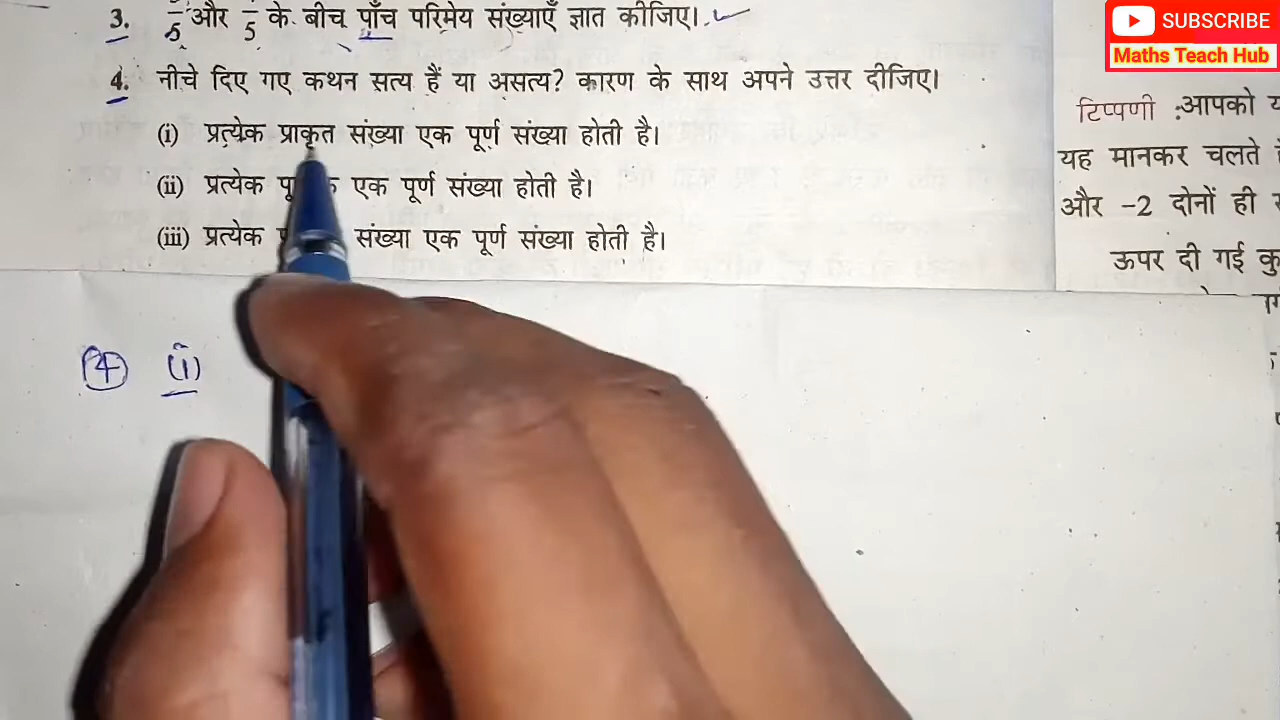 3. 5 और 5 के बीच पाँच परिमेय संख्याएँ ज्ञात कीजिए।
4. नीचे दिए गए कथन सत्य हैं या असत्य? कारण के साथ अपने उत्तर दीजिए।
(i) प्रत्येक प्राकृत संख्या एक पूर्ण संख्या होती है।
(ii) प्रत्येक एक पूर्ण संख्या होती है।
(iii) प्रत्येक संख्या एक पूर्ण संख्या होती है।
4 (i)
SUBSCRIBE
Maths Teach Hub
टिप्पणी : आपको
यह मानकर चलते
और -2 दोनों ही
ऊपर दी गई